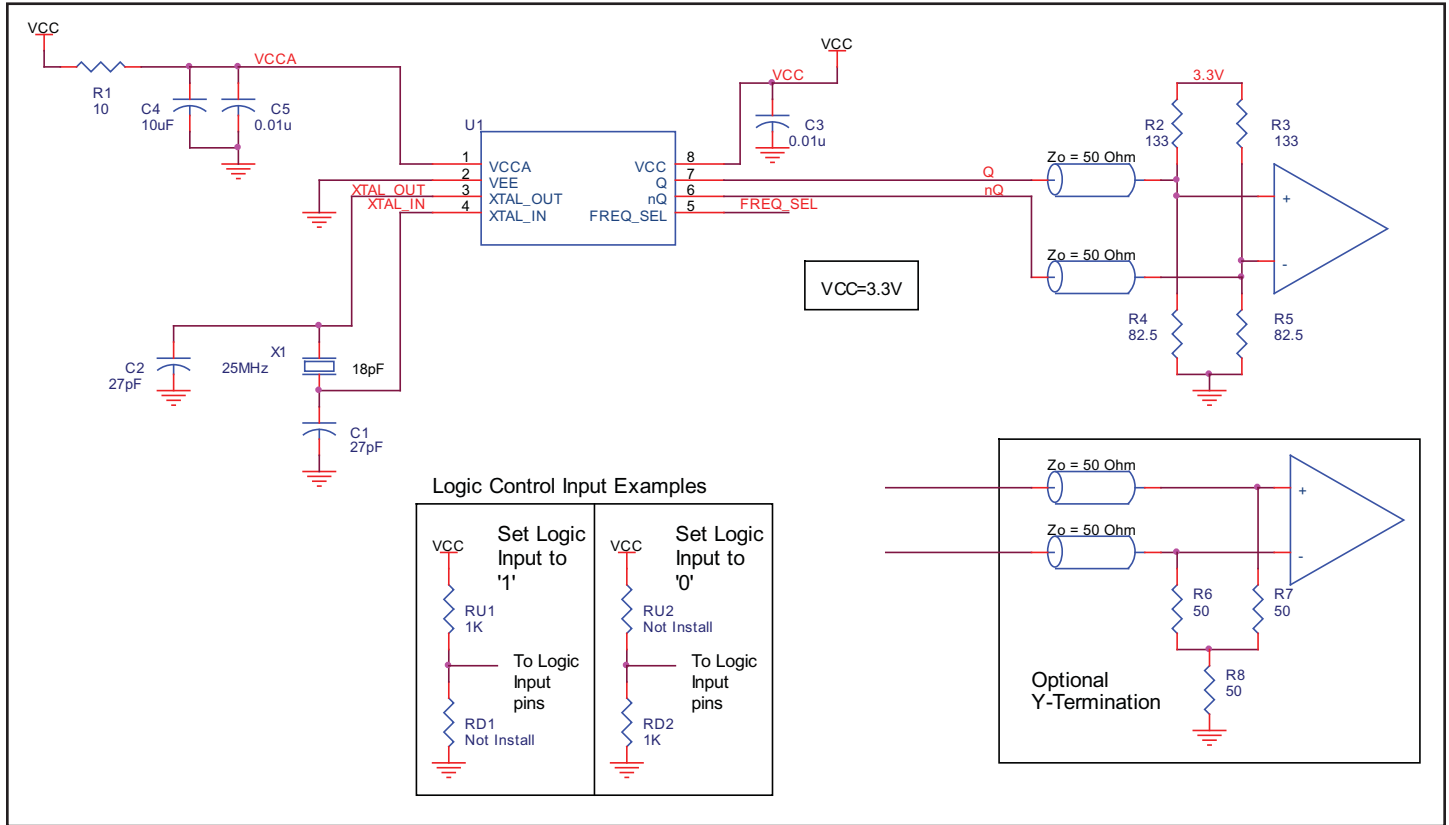 VCC
R1
10
VCCA
C4
10uF
C5
0.01u
VCC
VCC
C3
0.01u
U1
1
2
3
4
VCCA
VEE
XTAL_OUT
XTAL_IN
VCC
Q
nQ
FREQ_SEL
8
7
6
5
XTAL_OUT
XTAL_IN
Q
nQ
FREQ_SEL
C2
27pF
X1
25MHz
18pF
C1
27pF
VCC=3.3V
3.3V
R2
133
R3
133
Zo = 50 Ohm
+
Zo = 50 Ohm
-
R4
82.5
R5
82.5
Logic Control Input Examples
VCC
Set Logic
Input to
'1'
RU1
1K
To Logic
Input
pins
RD1
Not Install
VCC
Set Logic
Input to
'0'
RU2
Not Install
To Logic
Input
pins
RD2
1K
Zo = 50 Ohm
+
Zo = 50 Ohm
-
R6
50
R7
50
R8
50
Optional
Y-Termination